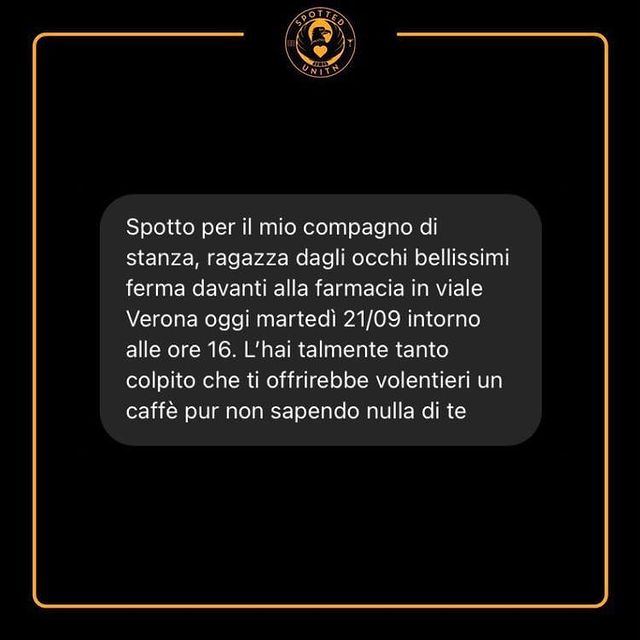 SPOTTED
UNITN
Spotto per il mio compagno di
stanza, ragazza dagli occhi bellissimi
ferma davanti alla farmacia in viale
Verona oggi martedì 21/09 intorno
alle ore 16. L’hai talmente tanto
colpito che ti offrirebbe volentieri un
caffè pur non sapendo nulla di te